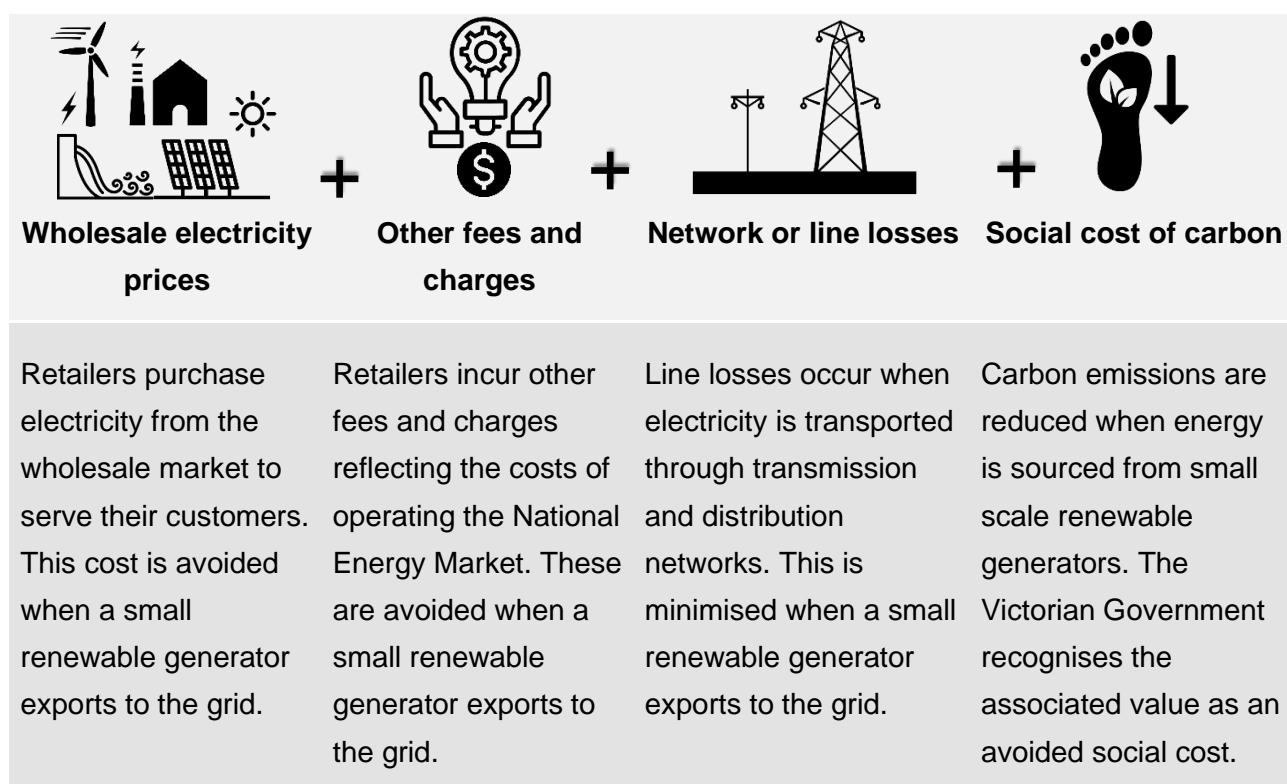 $
+
+
+
Wholesale electricity
prices
Other fees and
charges
Network or line losses
Social cost of carbon
Retailers purchase
electricity from the
wholesale market to
serve their customers.
This cost is avoided
when a small
renewable generator
exports to the grid.
Retailers incur other
fees and charges
reflecting the costs of
operating the National
Energy Market. These
are avoided when a
small renewable
generator exports to
the grid.
Line losses occur when
electricity is transported
through transmission
and distribution
networks. This is
minimised when a small
renewable generator
exports to the grid.
Carbon emissions are
reduced when energy
is sourced from small
scale renewable
generators. The
Victorian Government
recognises the
associated value as an
avoided social cost.